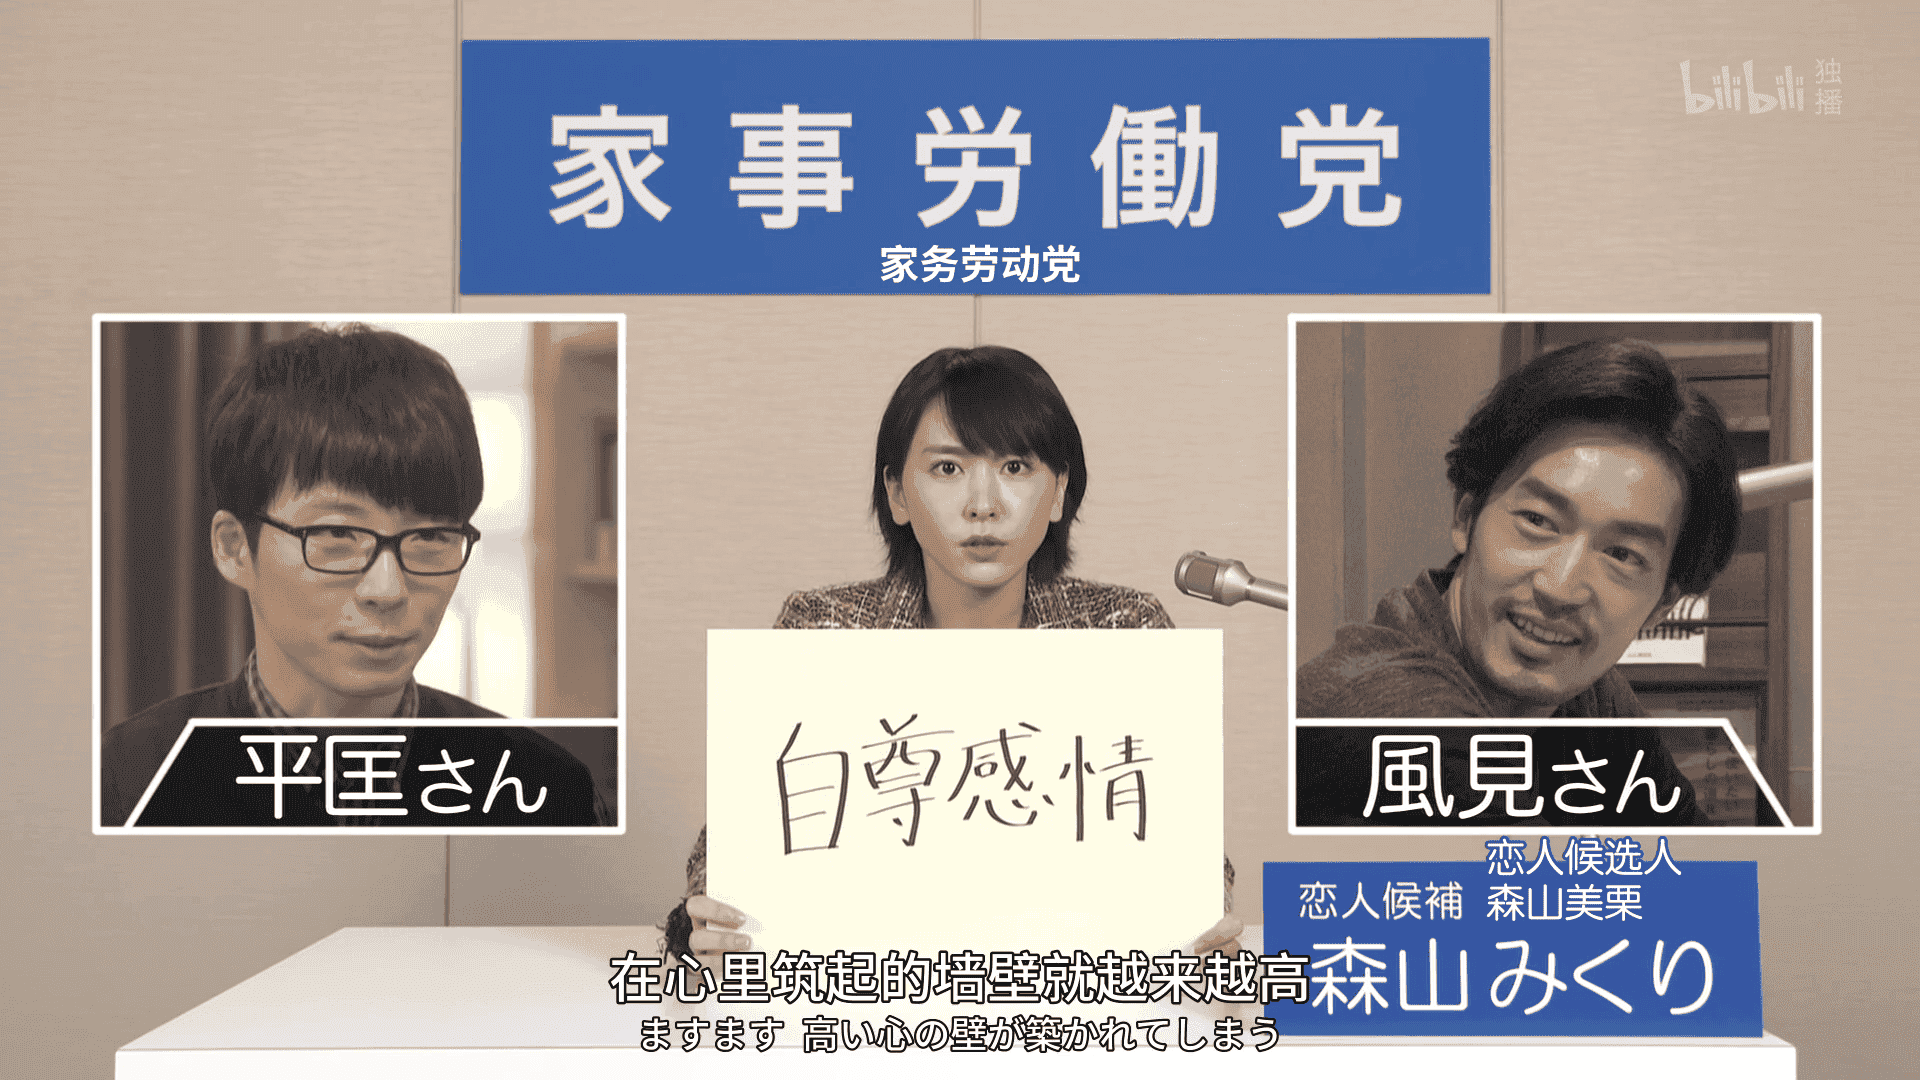 家事労働党
家务劳动党
bilibili 独播
平匡さん
自尊感情
風見さん
恋人候选人
森山美栗
恋人候補
森山みくり
在心里筑起的墙壁就越来越高
ますます 高い心の壁が築かれてしまう